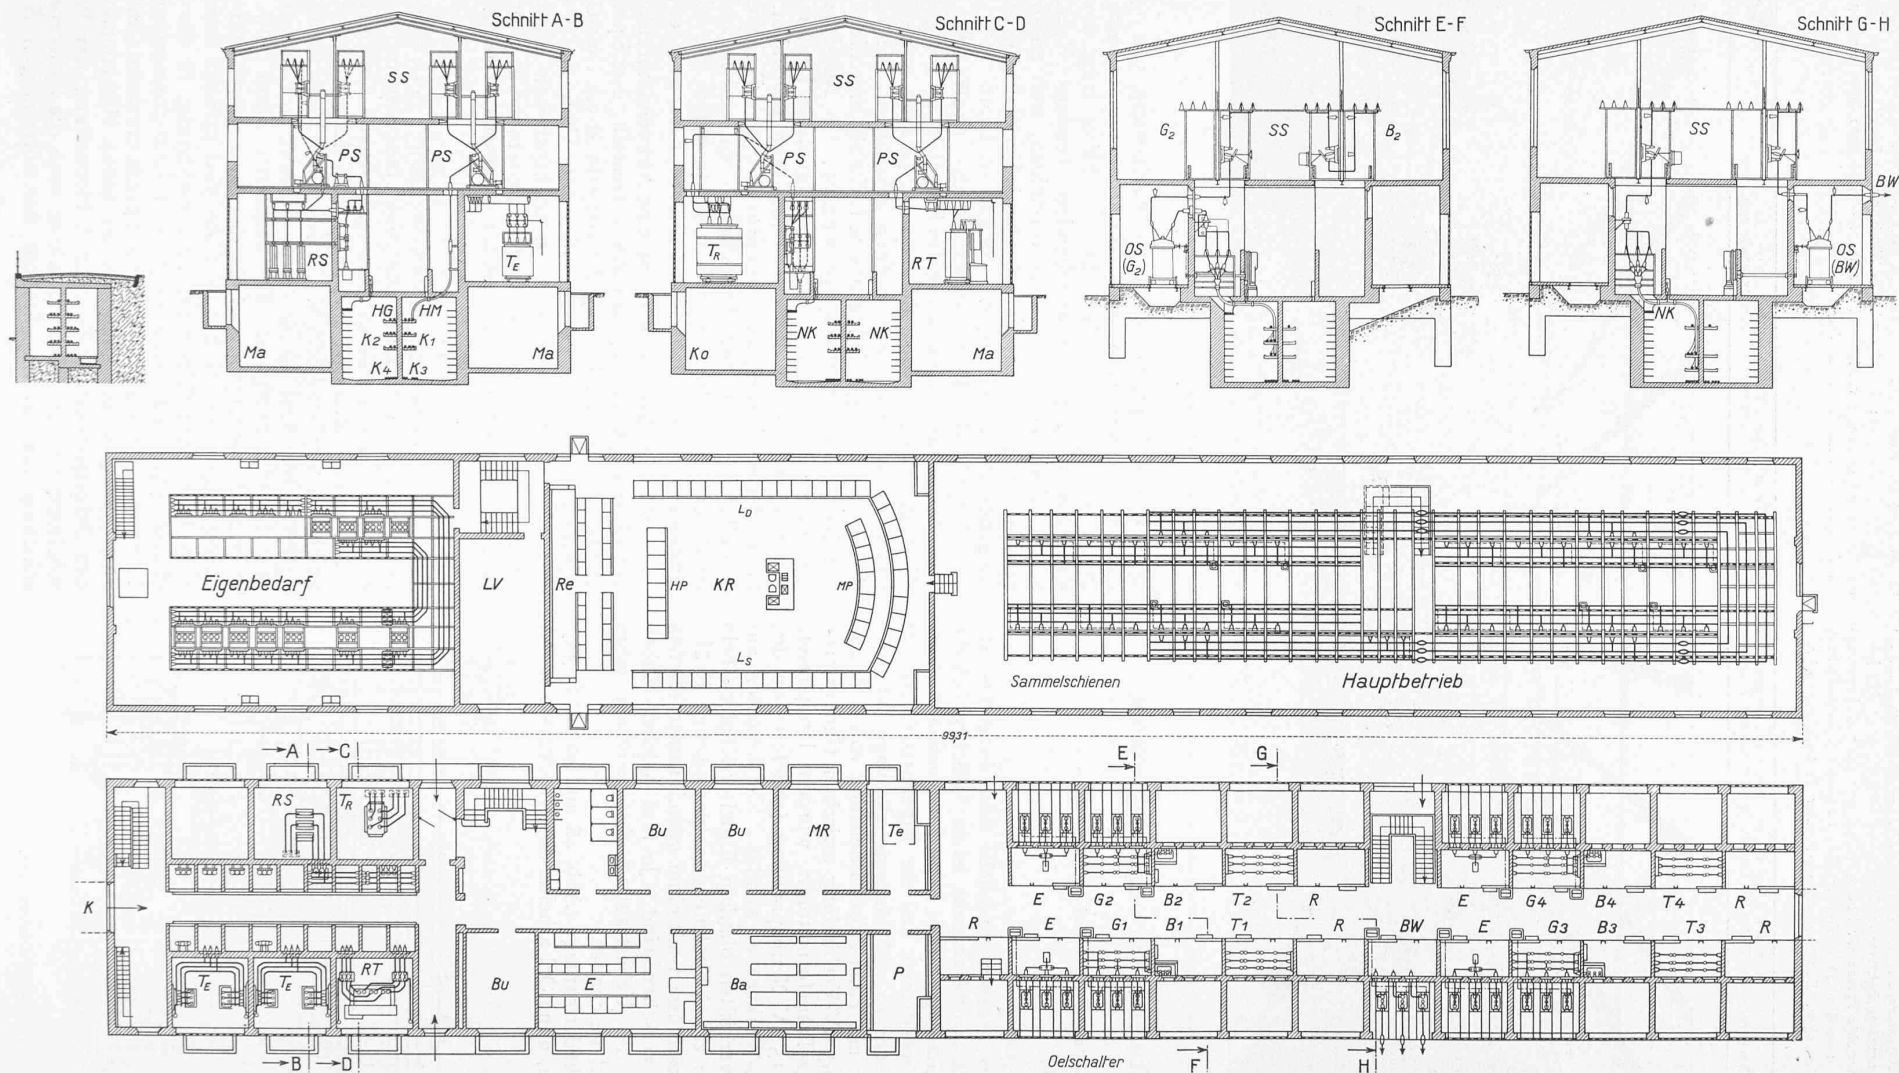 Schnitt A-B
Schnitt C-D
Schnitt E-F
Schnitt G-H
SS
PS
PS
RS
TE
HG
HM
K2
K1
K4
K3
Ma
Ma
SS
PS
PS
TR
RT
NK
NK
Ko
Ma
G2
SS
B2
OS
(G2)
SS
BW
OS
(BW)
NK
Eigenbedarf
LV
Re
HP
KR
LD
LS
MP
Sammelschienen
Hauptbetrieb
99,31
A
C
E
G
K
RS
TR
Bu
Bu
MR
Te
E
G2
B2
T2
R
E
G4
B4
T4
R
R
E
G1
B1
T1
R
BW
E
G3
B3
T3
R
TE
TE
RT
Bu
E
Ba
P
B
D
Oelschalter
F
H